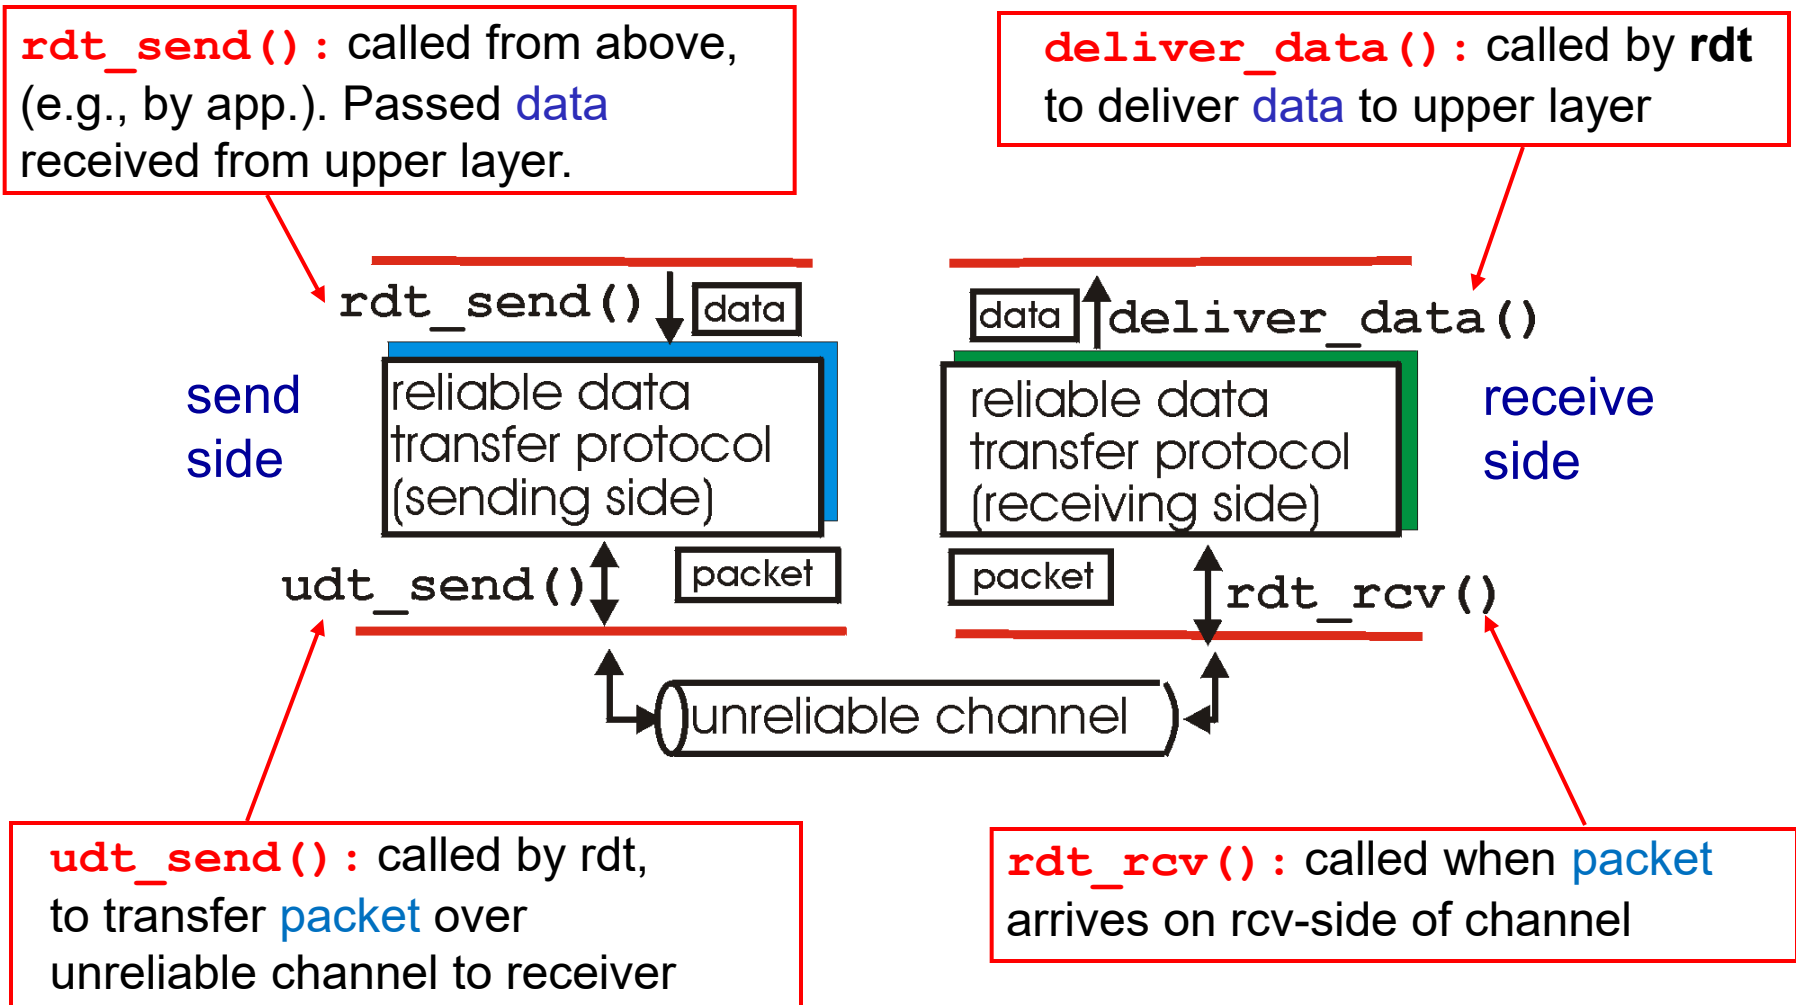 rdt_send(): called from above,
(e.g., by app.). Passed data
received from upper layer.
deliver_data(): called by rdt
to deliver data to upper layer
rdt_send()
data
data
deliver_data()
send
side
reliable data
transfer protocol
(sending side)
reliable data
transfer protocol
(receiving side)
receive
side
udt_send()
packet
packet
rdt_rcv()
unreliable channel
udt_send(): called by rdt,
to transfer packet over
unreliable channel to receiver
rdt_rcv(): called when packet
arrives on rcv-side of channel